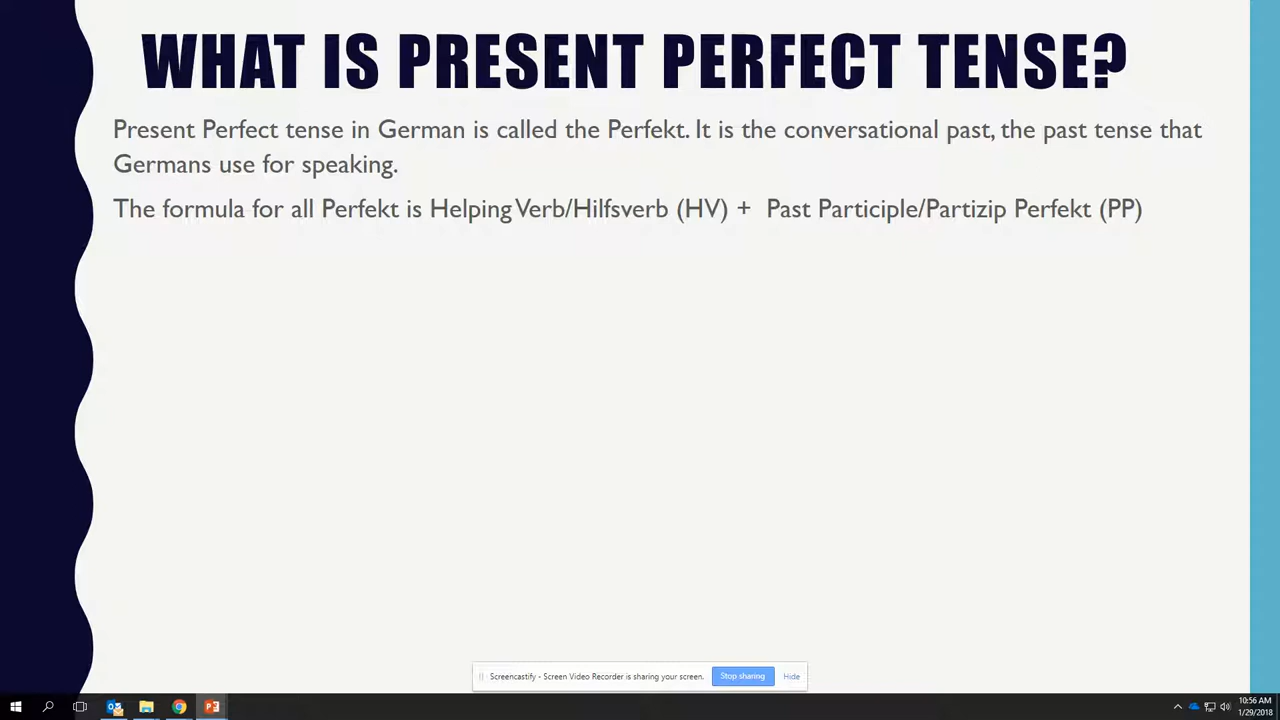 WHAT IS PRESENT PERFECT TENSE?
Present Perfect tense in German is called the Perfekt. It is the conversational past, the past tense that
Germans use for speaking.
The formula for all Perfekt is Helping Verb/Hilfsverb (HV) + Past Participle/Partizip Perfekt (PP)
Screencastify - Screen Video Recorder is sharing your screen. Stop sharing Hide
10:56 AM
1/29/2018